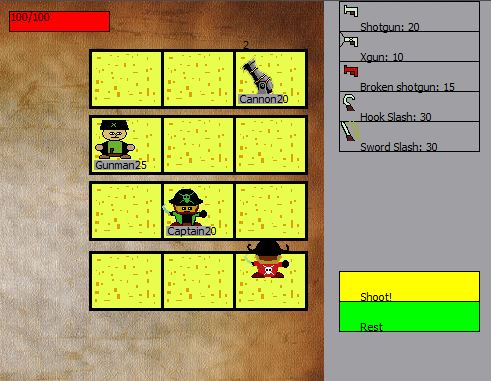 100/100
2
Cannon20
Gunman25
Captain20
Shotgun: 20
Xgun: 10
Broken shotgun: 15
Hook Slash: 30
Sword Slash: 30
Shoot!
Rest